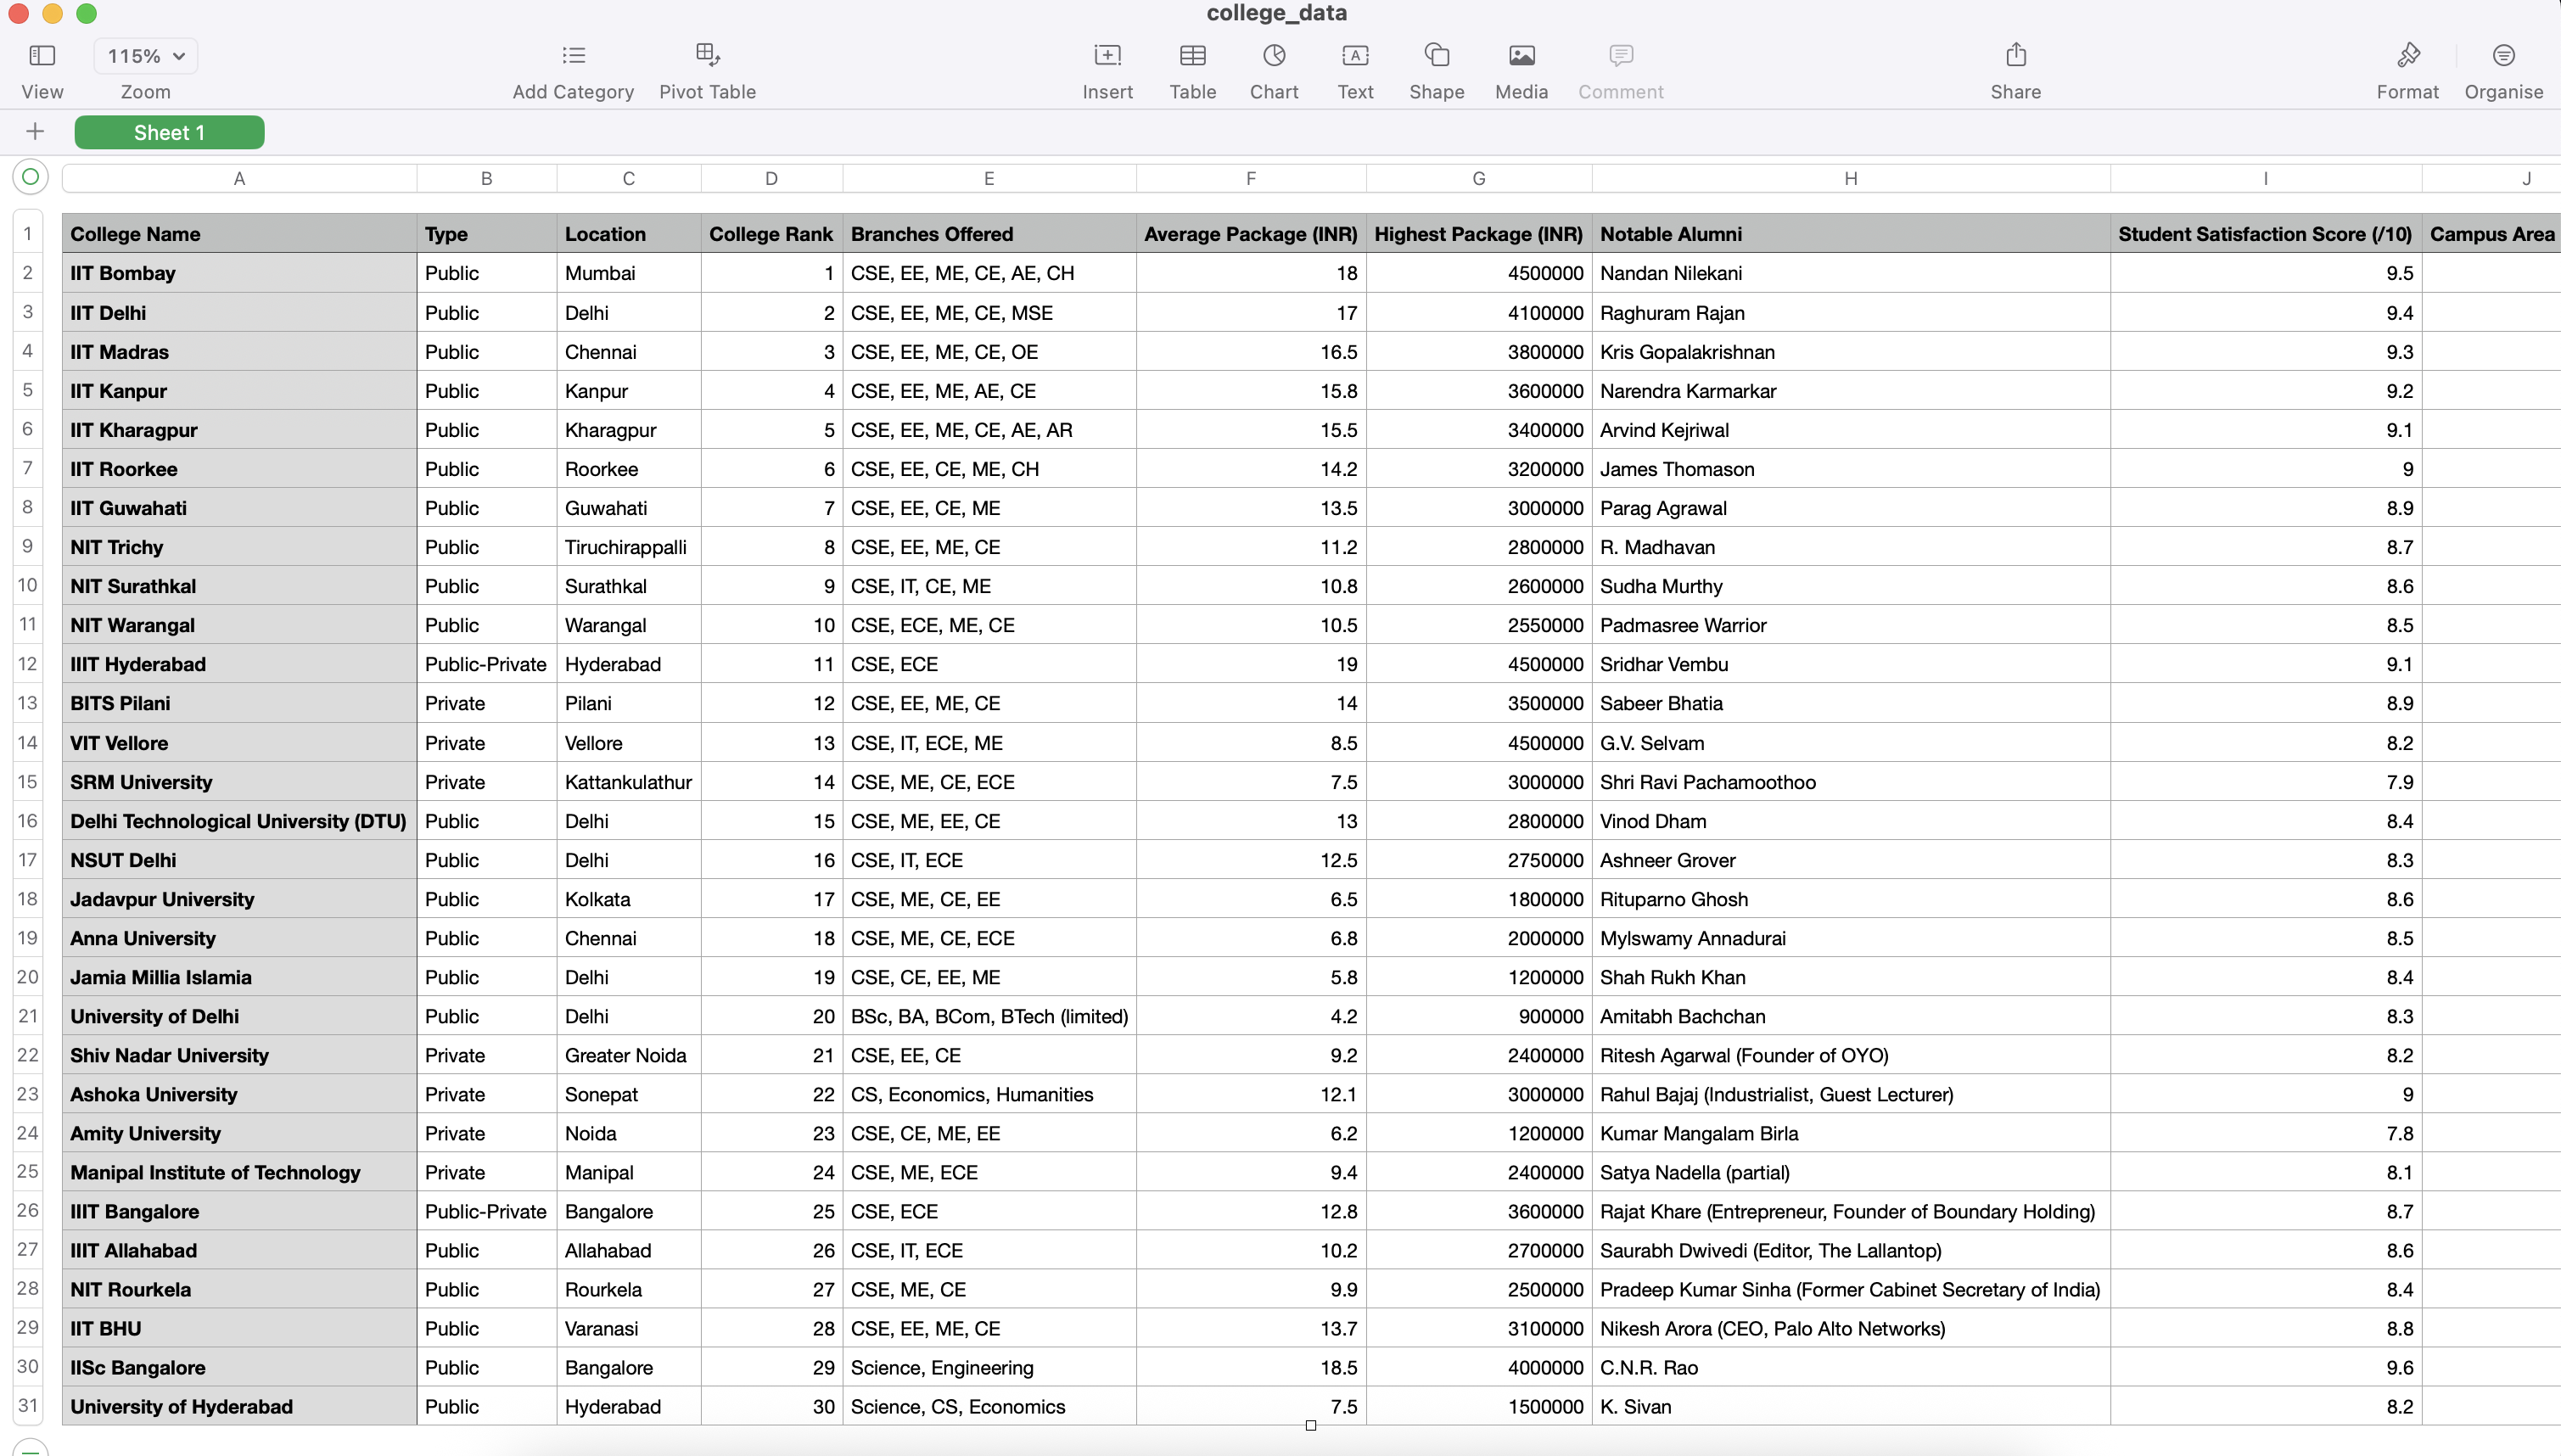 college_data
115%
View Zoom Add Category Pivot Table Insert Table Chart Text Shape Media Comment Share Format Organise
Sheet 1
A B C D E F G H I J
1 College Name Type Location College Rank Branches Offered Average Package (INR) Highest Package (INR) Notable Alumni Student Satisfaction Score (/10) Campus Area
2 IIT Bombay Public Mumbai 1 CSE, EE, ME, CE, AE, CH 18 4500000 Nandan Nilekani 9.5
3 IIT Delhi Public Delhi 2 CSE, EE, ME, CE, MSE 17 4100000 Raghuram Rajan 9.4
4 IIT Madras Public Chennai 3 CSE, EE, ME, CE, OE 16.5 3800000 Kris Gopalakrishnan 9.3
5 IIT Kanpur Public Kanpur 4 CSE, EE, ME, AE, CE 15.8 3600000 Narendra Karmarkar 9.2
6 IIT Kharagpur Public Kharagpur 5 CSE, EE, ME, CE, AE, AR 15.5 3400000 Arvind Kejriwal 9.1
7 IIT Roorkee Public Roorkee 6 CSE, EE, CE, ME, CH 14.2 3200000 James Thomason 9
8 IIT Guwahati Public Guwahati 7 CSE, EE, CE, ME 13.5 3000000 Parag Agrawal 8.9
9 NIT Trichy Public Tiruchirappalli 8 CSE, EE, ME, CE 11.2 2800000 R. Madhavan 8.7
10 NIT Surathkal Public Surathkal 9 CSE, IT, CE, ME 10.8 2600000 Sudha Murthy 8.6
11 NIT Warangal Public Warangal 10 CSE, ECE, ME, CE 10.5 2550000 Padmasree Warrior 8.5
12 IIIT Hyderabad Public-Private Hyderabad 11 CSE, ECE 19 4500000 Sridhar Vembu 9.1
13 BITS Pilani Private Pilani 12 CSE, EE, ME, CE 14 3500000 Sabeer Bhatia 8.9
14 VIT Vellore Private Vellore 13 CSE, IT, ECE, ME 8.5 4500000 G.V. Selvam 8.2
15 SRM University Private Kattankulathur 14 CSE, ME, CE, ECE 7.5 3000000 Shri Ravi Pachamoothoo 7.9
16 Delhi Technological University (DTU) Public Delhi 15 CSE, ME, EE, CE 13 2800000 Vinod Dham 8.4
17 NSUT Delhi Public Delhi 16 CSE, IT, ECE 12.5 2750000 Ashneer Grover 8.3
18 Jadavpur University Public Kolkata 17 CSE, ME, CE, EE 6.5 1800000 Rituparno Ghosh 8.6
19 Anna University Public Chennai 18 CSE, ME, CE, ECE 6.8 2000000 Mylswamy Annadurai 8.5
20 Jamia Millia Islamia Public Delhi 19 CSE, CE, EE, ME 5.8 1200000 Shah Rukh Khan 8.4
21 University of Delhi Public Delhi 20 BSc, BA, BCom, BTech (limited) 4.2 900000 Amitabh Bachchan 8.3
22 Shiv Nadar University Private Greater Noida 21 CSE, EE, CE 9.2 2400000 Ritesh Agarwal (Founder of OYO) 8.2
23 Ashoka University Private Sonepat 22 CS, Economics, Humanities 12.1 3000000 Rahul Bajaj (Industrialist, Guest Lecturer) 9
24 Amity University Private Noida 23 CSE, CE, ME, EE 6.2 1200000 Kumar Mangalam Birla 7.8
25 Manipal Institute of Technology Private Manipal 24 CSE, ME, ECE 9.4 2400000 Satya Nadella (partial) 8.1
26 IIIT Bangalore Public-Private Bangalore 25 CSE, ECE 12.8 3600000 Rajat Khare (Entrepreneur, Founder of Boundary Holding) 8.7
27 IIIT Allahabad Public Allahabad 26 CSE, IT, ECE 10.2 2700000 Saurabh Dwivedi (Editor, The Lallantop) 8.6
28 NIT Rourkela Public Rourkela 27 CSE, ME, CE 9.9 2500000 Pradeep Kumar Sinha (Former Cabinet Secretary of India) 8.4
29 IIT BHU Public Varanasi 28 CSE, EE, ME, CE 13.7 3100000 Nikesh Arora (CEO, Palo Alto Networks) 8.8
30 IISc Bangalore Public Bangalore 29 Science, Engineering 18.5 4000000 C.N.R. Rao 9.6
31 University of Hyderabad Public Hyderabad 30 Science, CS, Economics 7.5 1500000 K. Sivan 8.2